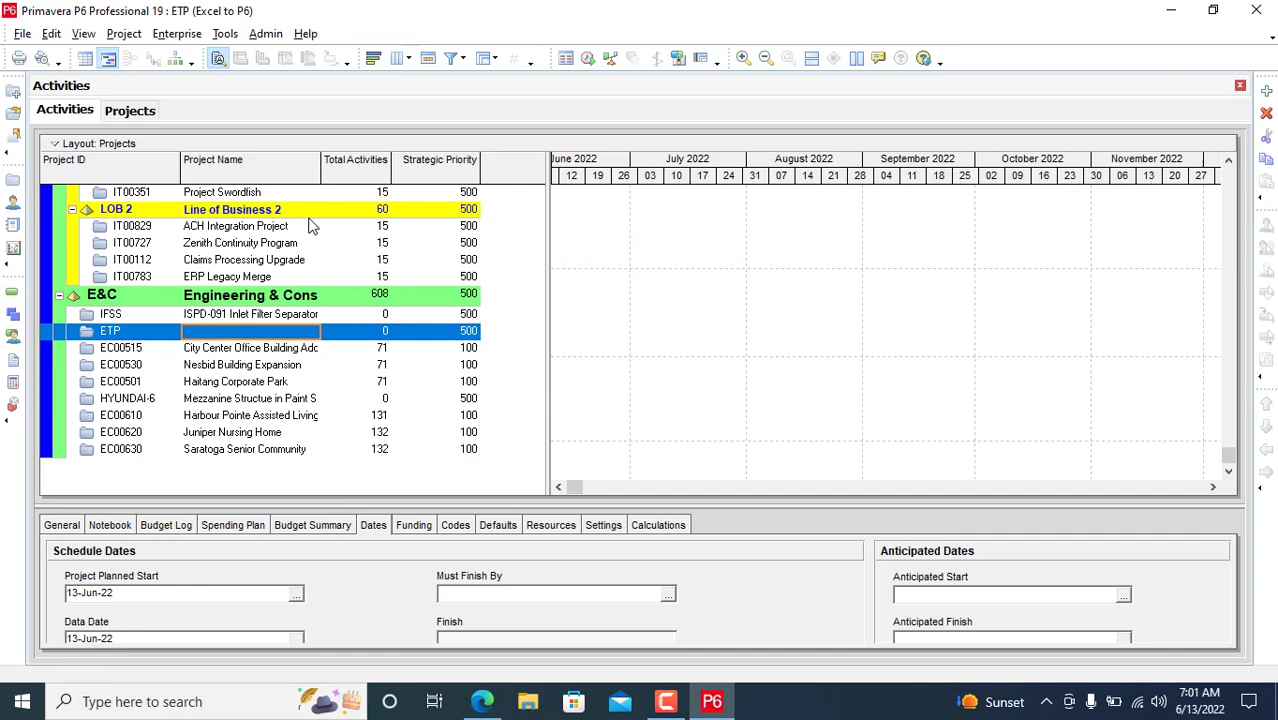 P6 Primavera P6 Professional 19 : ETP (Excel to P6)
File Edit View Project Enterprise Tools Admin Help
Activities
Activities Projects
Layout: Projects
Project ID Project Name Total Activities Strategic Priority
June 2022 July 2022 August 2022 September 2022 October 2022 November 2022
12 19 26 03 10 17 24 31 07 14 21 28 04 11 18 25 02 09 16 23 30 06 13 20 27
IT00351 Project Swordfish 15 500
LOB 2 Line of Business 2 60 500
IT00829 ACH Integration Project 15 500
IT00727 Zenith Continuity Program 15 500
IT00112 Claims Processing Upgrade 15 500
IT00783 ERP Legacy Merge 15 500
E&C Engineering & Cons 608 500
IFSS ISPD-091 Inlet Filter Separator 0 500
ETP 0 500
EC00515 City Center Office Building Adc 71 100
EC00530 Nesbid Building Expansion 71 100
EC00501 Haitang Corporate Park 71 100
HYUNDAI-6 Mezzanine Structue in Paint S 0 500
EC00610 Harbour Pointe Assisted Living 131 100
EC00620 Juniper Nursing Home 132 100
EC00630 Saratoga Senior Community 132 100
General Notebook Budget Log Spending Plan Budget Summary Dates Funding Codes Defaults Resources Settings Calculations
Schedule Dates Anticipated Dates
Project Planned Start Must Finish By Anticipated Start
13-Jun-22
Data Date Finish Anticipated Finish
13-Jun-22
Type here to search
P6
Sunset
7:01 AM
6/13/2022